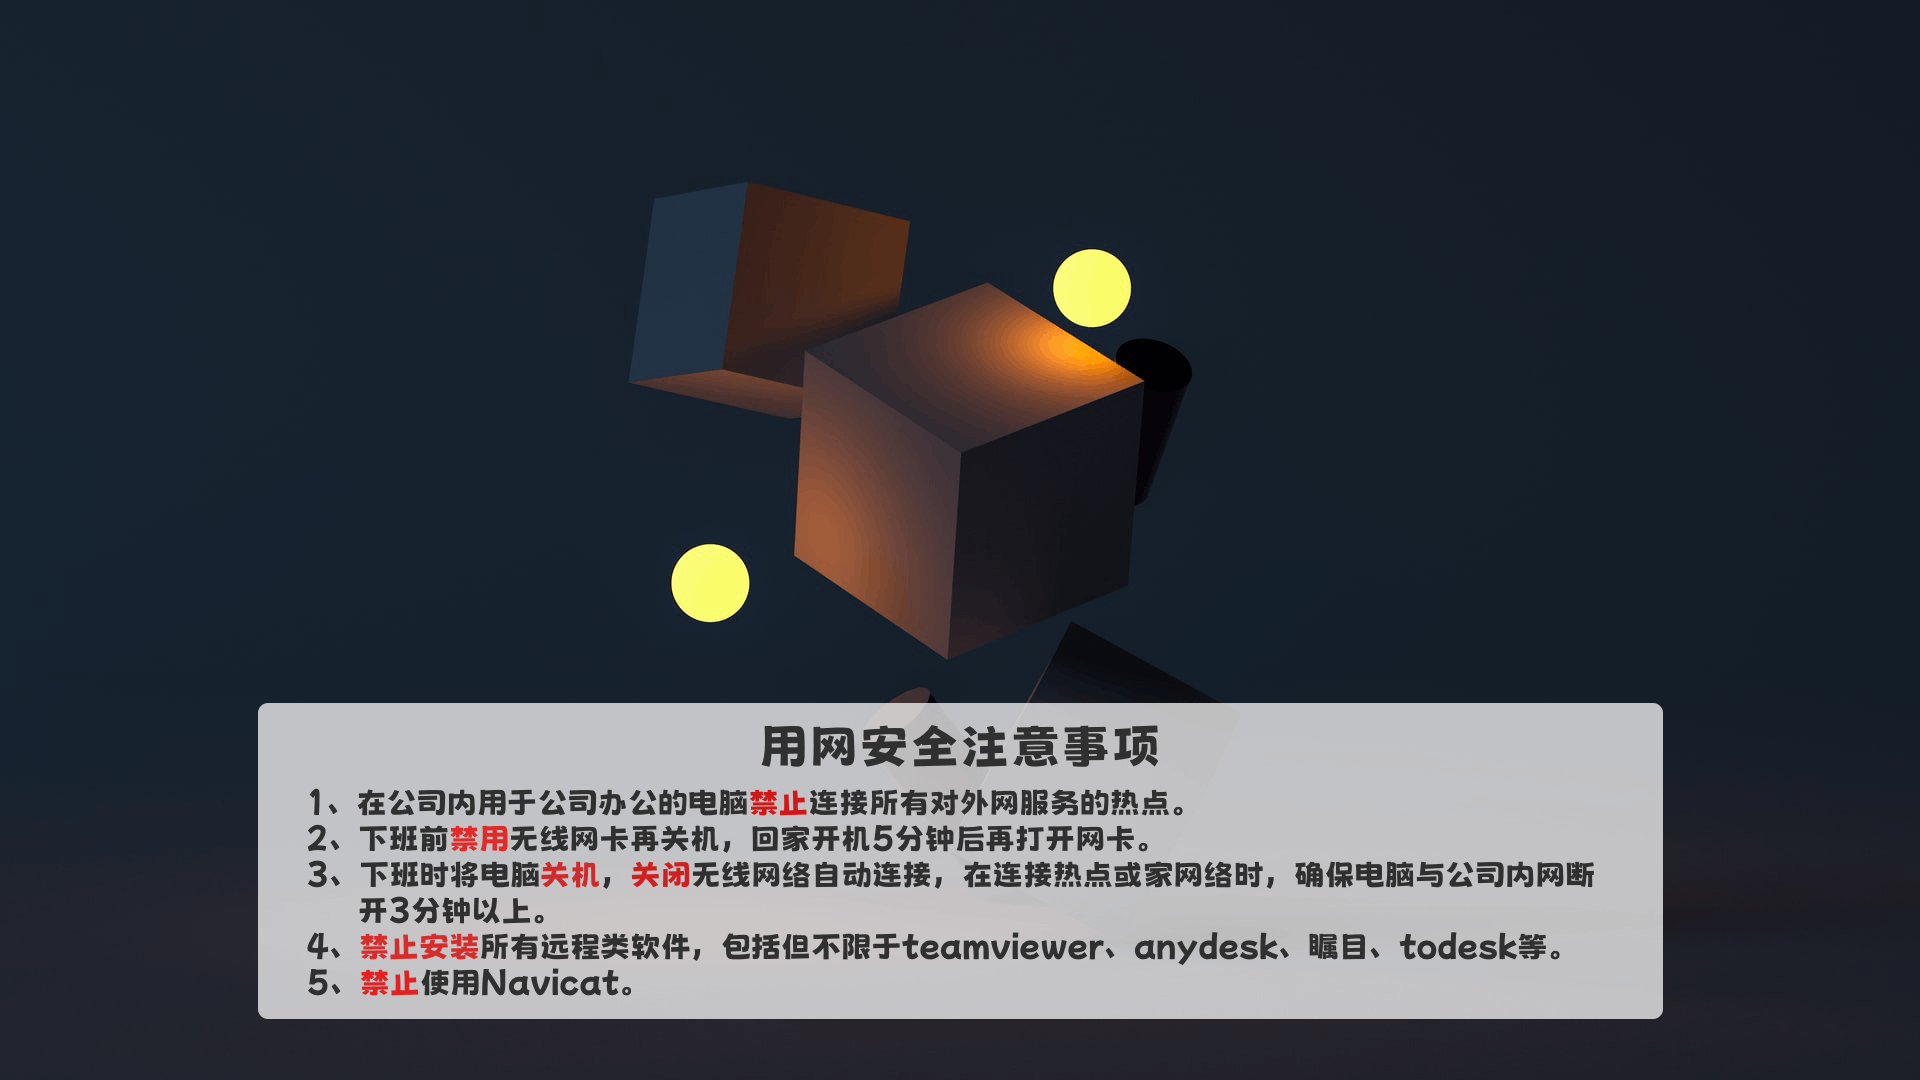 用网安全注意事项
1、在公司内用于公司办公的电脑禁止连接所有对外网服务的热点。
2、下班前禁用无线网卡再关机，回家开机5分钟后再打开网卡。
3、下班时将电脑关机，关闭无线网络自动连接，在连接热点或家网络时，确保电脑与公司内网断
开3分钟以上。
4、禁止安装所有远程类软件，包括但不限于teamviewer、anydesk、瞩目、todesk等。
5、禁止使用Navicat。